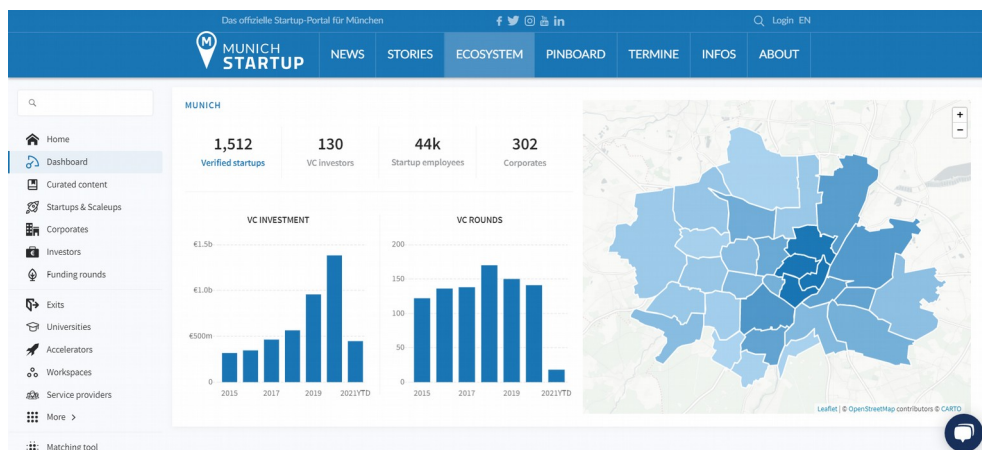 Das offizielle Startup-Portal für München
Login EN
MUNICH
STARTUP
NEWS STORIES ECOSYSTEM PINBOARD TERMINE INFOS ABOUT
Home
Dashboard
Curated content
Startups & Scaleups
Corporates
Investors
Funding rounds
Exits
Universities
Accelerators
Workspaces
Service providers
More >
Matching tool
MUNICH
1,512 130 44k 302
Verified startups VC investors Startup employees Corporates
VC INVESTMENT
€1.5b
€1.0b
€500m
0
2015 2017 2019 2021YTD
VC ROUNDS
200
150
100
50
0
2015 2017 2019 2021YTD
+
−
Leaflet | © OpenStreetMap contributors © CARTO